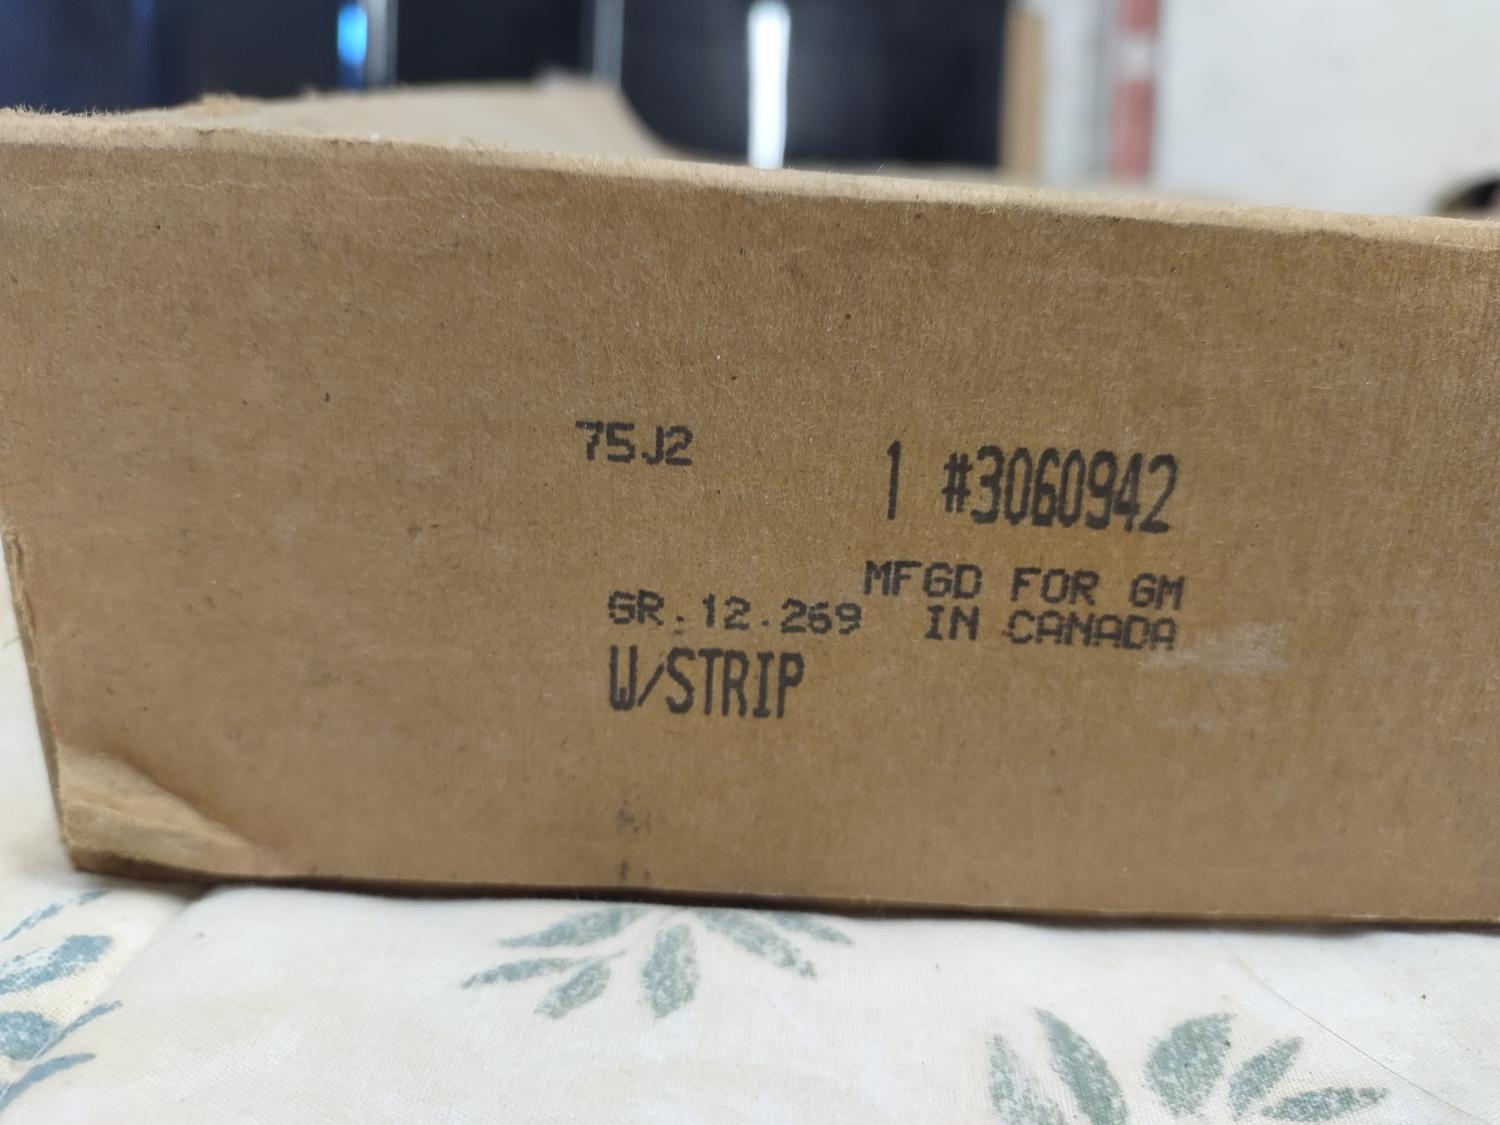 75J2
1 #3060942
MFGD FOR GM
GR. 12.269 IN CANADA
W/STRIP